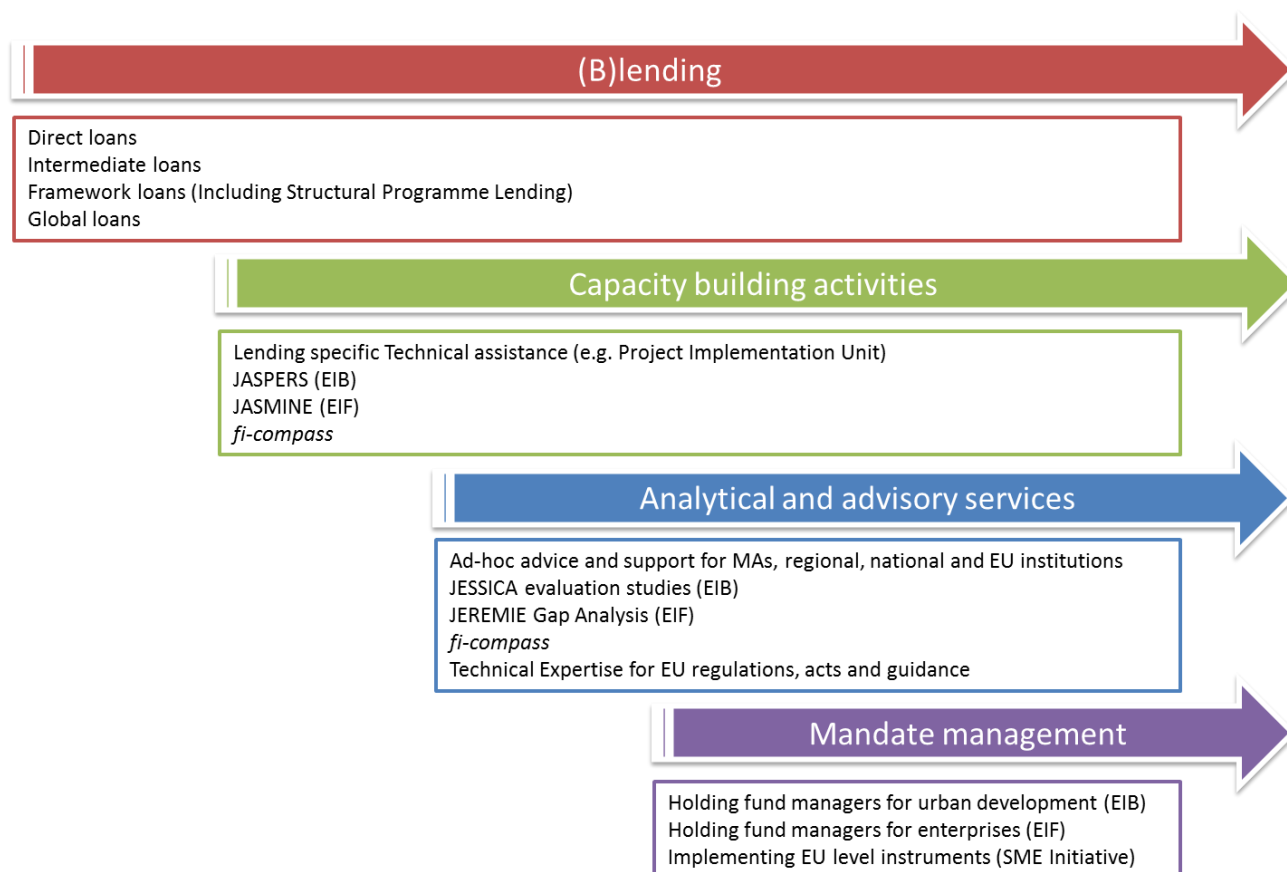 (B)lending
Direct loans
Intermediate loans
Framework loans (Including Structural Programme Lending)
Global loans
Capacity building activities
Lending specific Technical assistance (e.g. Project Implementation Unit)
JASPERS (EIB)
JASMINE (EIF)
fi-compass
Analytical and advisory services
Ad-hoc advice and support for MAs, regional, national and EU institutions
JESSICA evaluation studies (EIB)
JEREMIE Gap Analysis (EIF)
fi-compass
Technical Expertise for EU regulations, acts and guidance
Mandate management
Holding fund managers for urban development (EIB)
Holding fund managers for enterprises (EIF)
Implementing EU level instruments (SME Initiative)